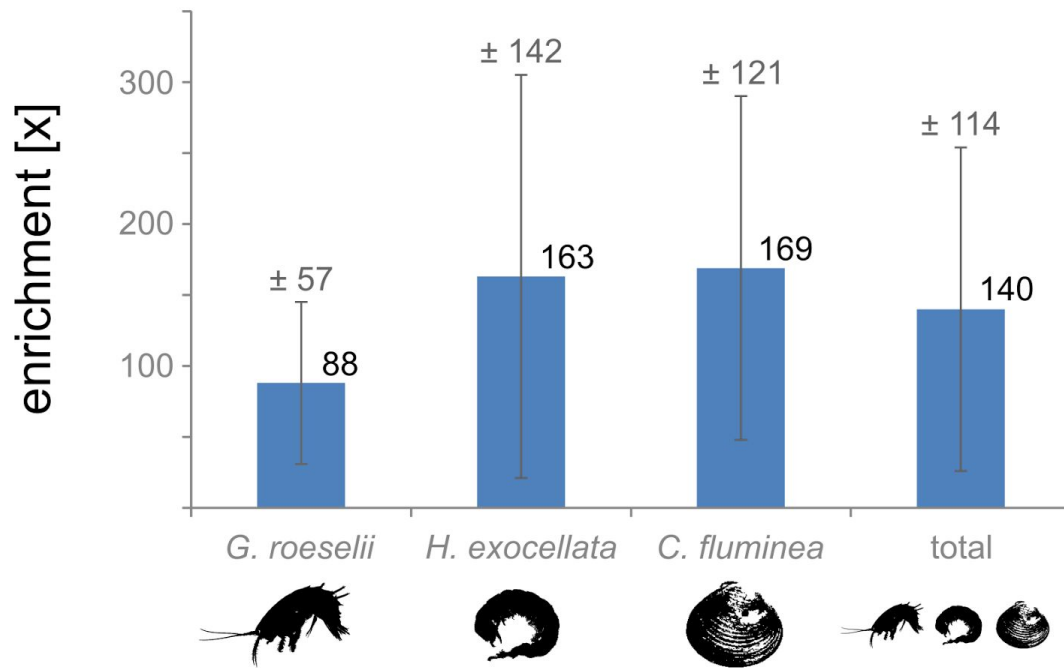 enrichment [x]
300
200
100
± 57
88
± 142
163
± 121
169
± 114
140
G. roeselii
H. exocellata
C. fluminea
total